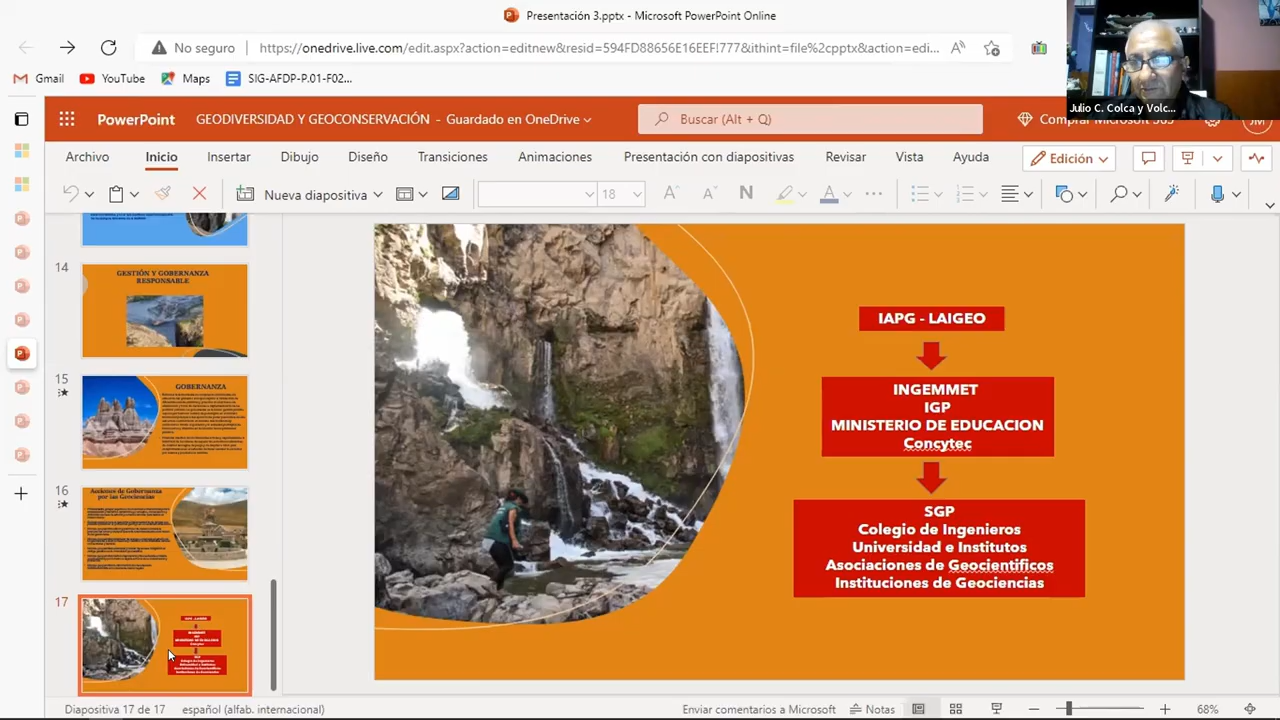 Presentación 3.pptx - Microsoft PowerPoint Online
No seguro
https://onedrive.live.com/edit.aspx?action=editnew&resid=594FD88656E16EEF!777&ithint=file%2cpptx&action=edi...
Gmail
YouTube
Maps
SIG-AFDP-P.01-F02...
Julio C. Colca y Volc...
PowerPoint
GEODIVERSIDAD Y GEOCONSERVACIÓN - Guardado en OneDrive
Buscar (Alt + Q)
Archivo
Inicio
Insertar
Dibujo
Diseño
Transiciones
Animaciones
Presentación con diapositivas
Revisar
Vista
Ayuda
Edición
Nueva diapositiva
18
N
14
GESTIÓN Y GOBERNANZA
RESPONSABLE
15
GOBERNANZA
16
Acciones de Gobernanza
por las Geociencias
17
IAPG - LAIGEO
INGEMMET
IGP
MINISTERIO DE EDUCACION
Concytec
SGP
Colegio de Ingenieros
Universidad e Institutos
Asociaciones de Geocientificos
Instituciones de Geociencias
Diapositiva 17 de 17
español (alfab. internacional)
Enviar comentarios a Microsoft
Notas
68%